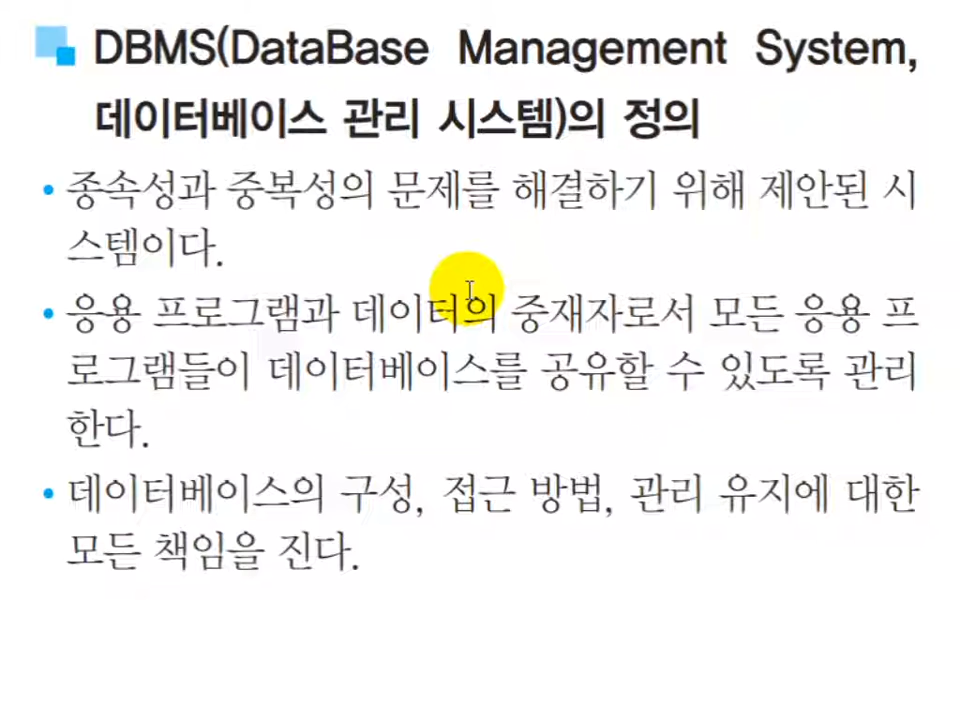 DBMS(DataBase Management System,
데이터베이스 관리 시스템)의 정의
• 종속성과 중복성의 문제를 해결하기 위해 제안된 시
스템이다.
• 응용 프로그램과 데이터의 중재자로서 모든 응용 프
로그램들이 데이터베이스를 공유할 수 있도록 관리
한다.
• 데이터베이스의 구성, 접근 방법, 관리 유지에 대한
모든 책임을 진다.